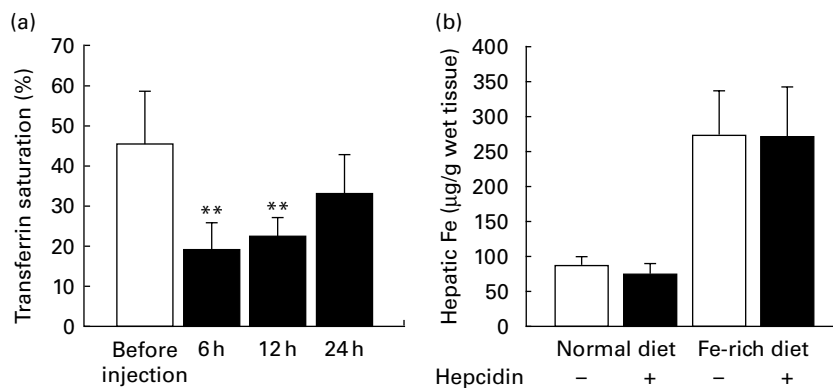 (a)
Transferrin saturation (%)
70
60
50
40
30
20
10
0
**
**
Before
injection
6 h
12 h
24 h
(b)
Hepatic Fe (µg/g wet tissue)
400
350
300
250
200
150
100
50
0
Normal diet
Fe-rich diet
Hepcidin – + – +